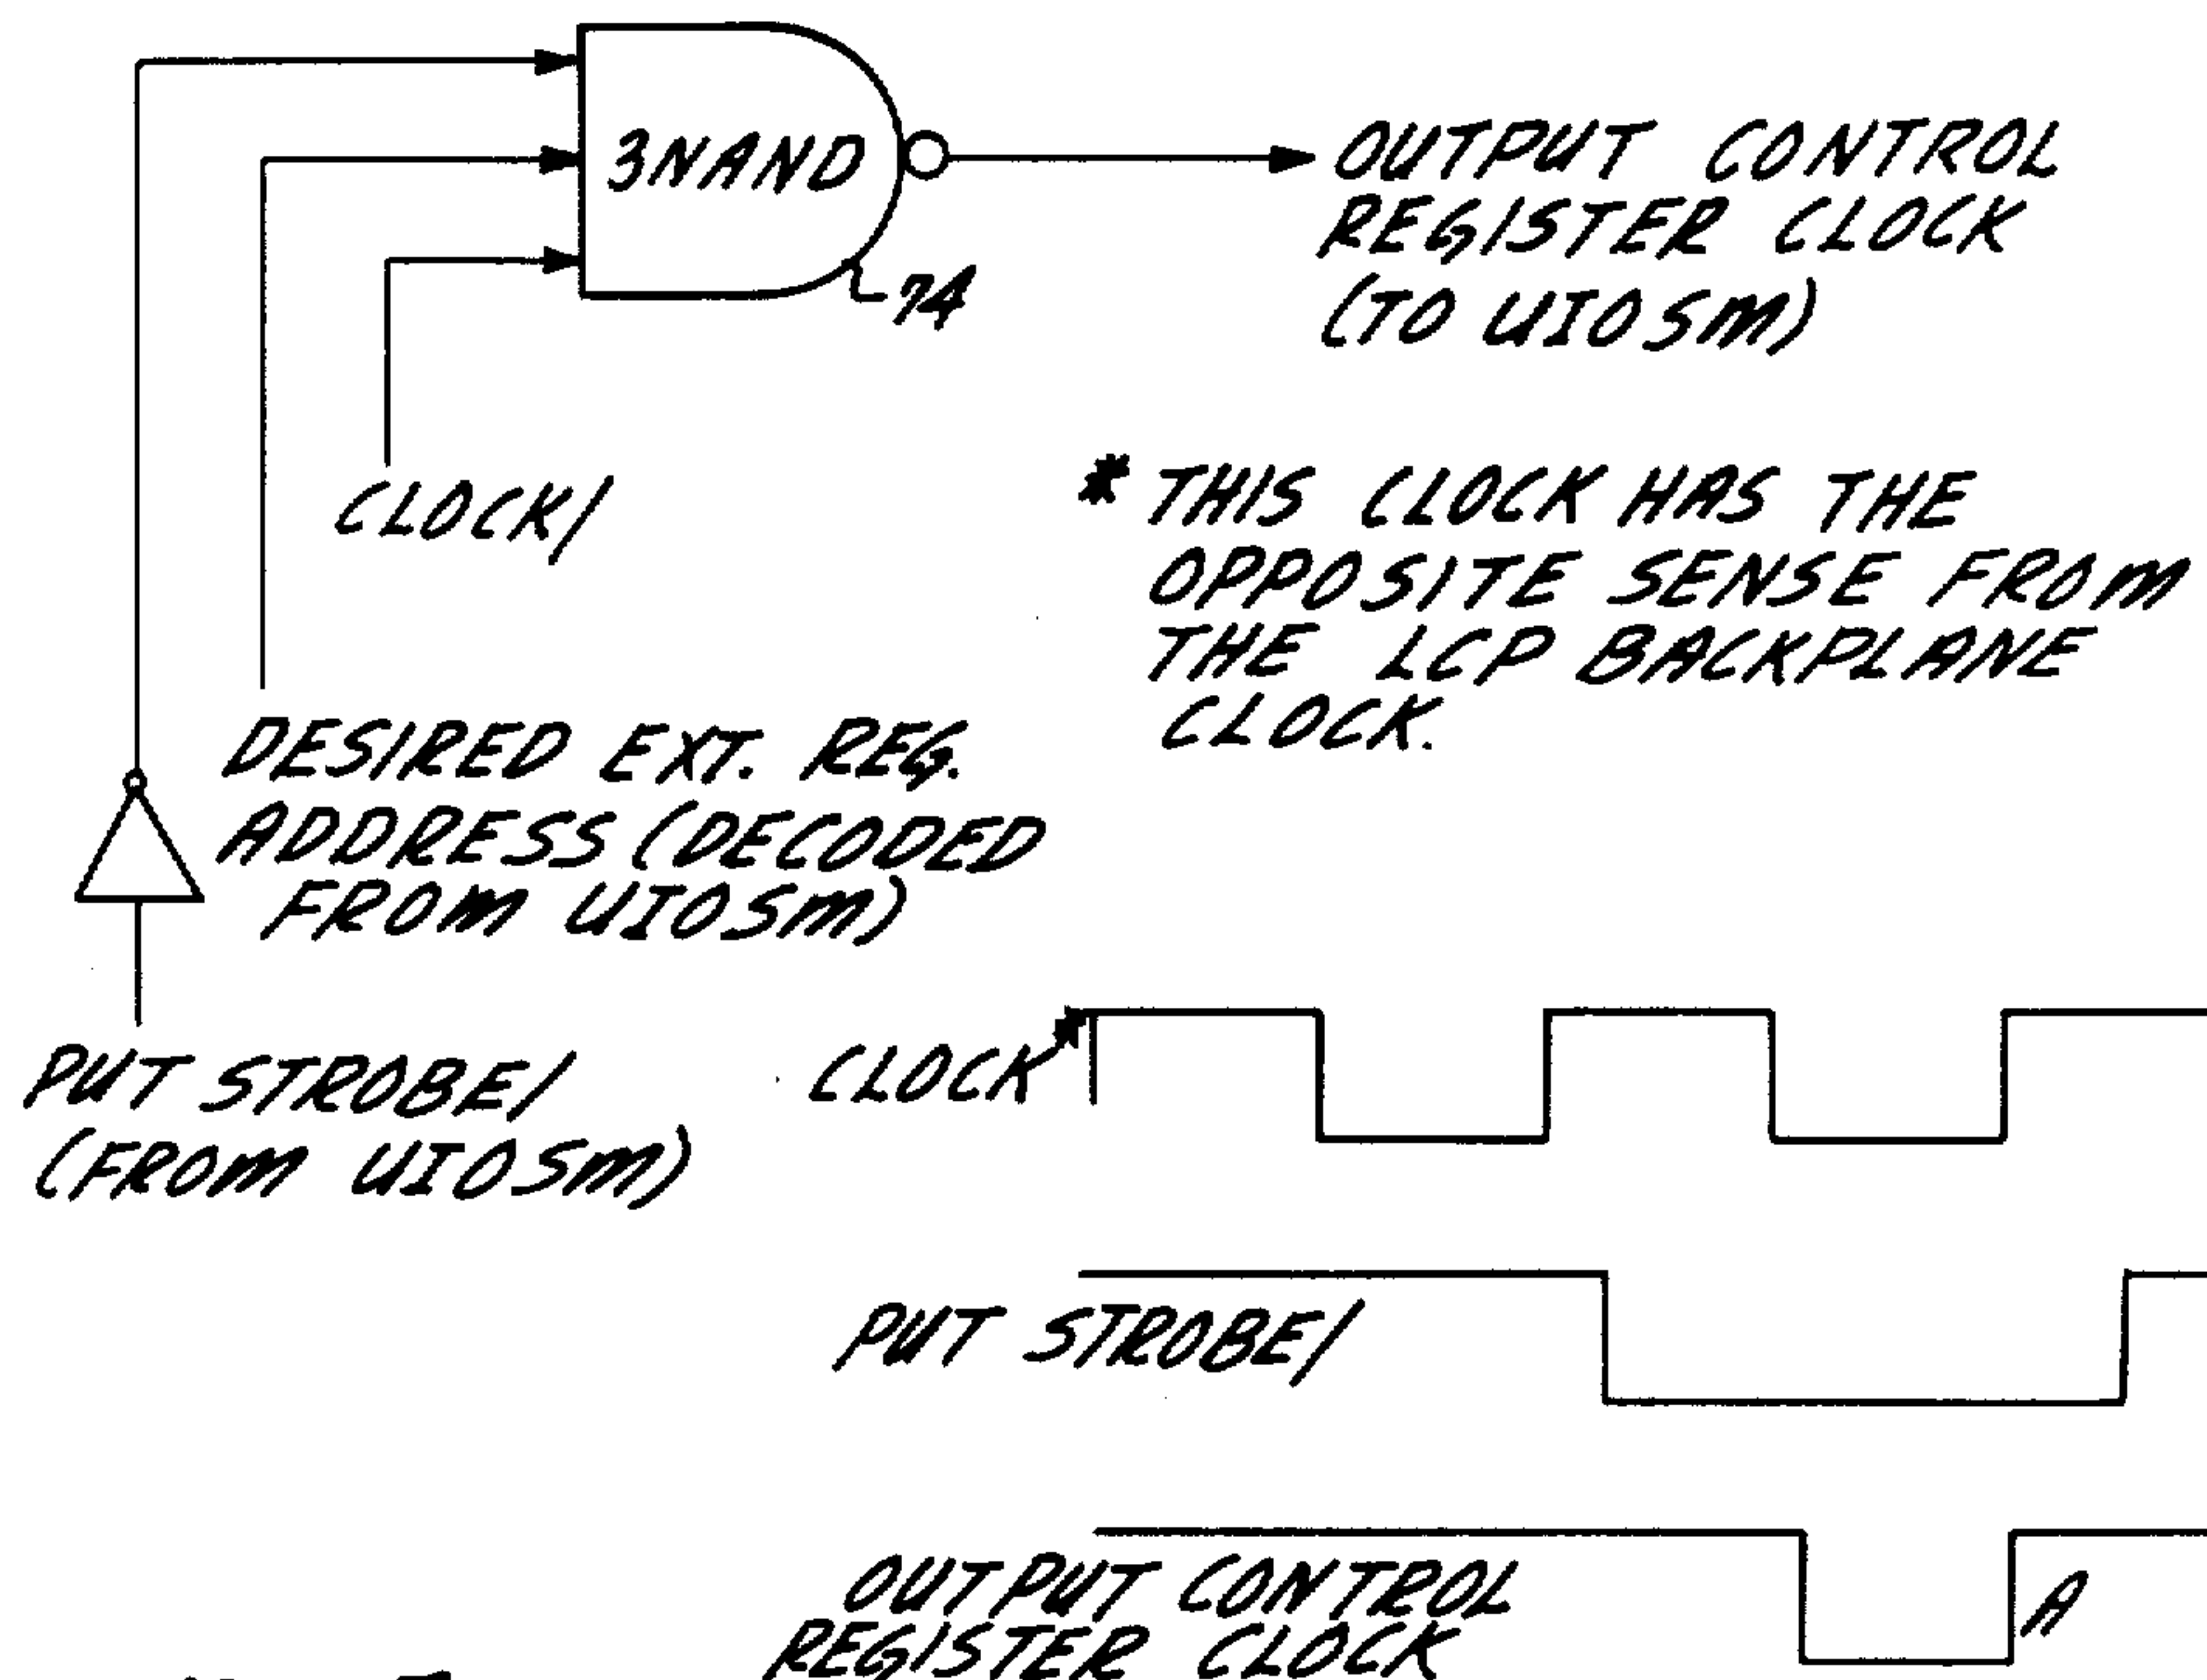 3NAND
74
OUTPUT CONTROL
REGISTER CLOCK
(TO UIOSM)
CLOCK/
* THIS CLOCK HAS THE
OPPOSITE SENSE FROM
THE LCP BACKPLANE
CLOCK.
DESIRED EXT. REG.
ADDRESS (DECODED
FROM UIOSM)
PUT STROBE/
(FROM UIOSM)
CLOCK*
PUT STROBE/
OUTPUT CONTROL
REGISTER CLOCK
A